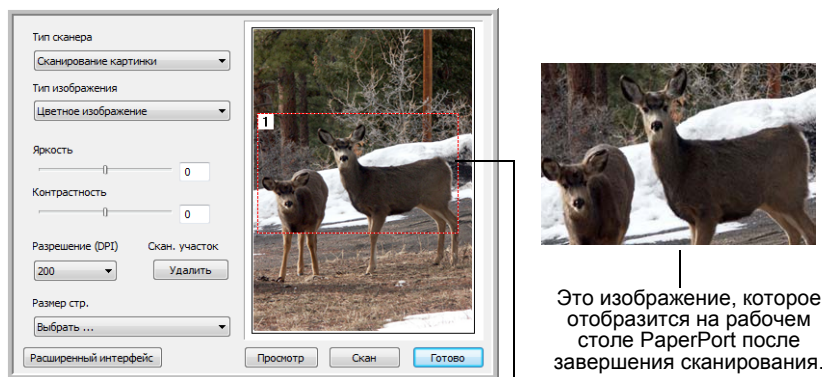 Тип сканера
Сканирование картинки
Тип изображения
Цветное изображение
Яркость
0
Контрастность
0
Разрешение (DPI) Скан. участок
200 Удалить
Размер стр.
Выбрать ...
Расширенный интерфейс Просмотр Скан Готово
1
Это изображение, которое
отобразится на рабочем
столе PaperPort после
завершения сканирования.